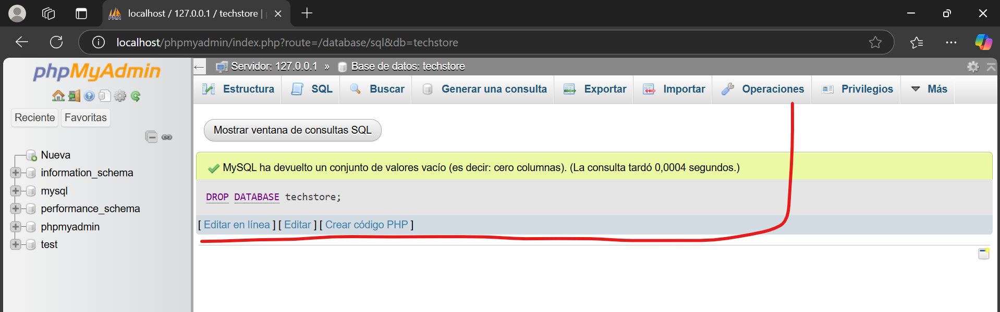 localhost / 127.0.0.1 / techstore |
localhost/phpmyadmin/index.php?route=/database/sql&db=techstore
phpMyAdmin
Reciente Favoritas
Nueva
information_schema
mysql
performance_schema
phpmyadmin
test
Servidor: 127.0.0.1 » Base de datos: techstore
Estructura SQL Buscar Generar una consulta Exportar Importar Operaciones Privilegios Más
Mostrar ventana de consultas SQL
MySQL ha devuelto un conjunto de valores vacío (es decir: cero columnas). (La consulta tardó 0,0004 segundos.)
DROP DATABASE techstore;
[ Editar en línea ] [ Editar ] [ Crear código PHP ]